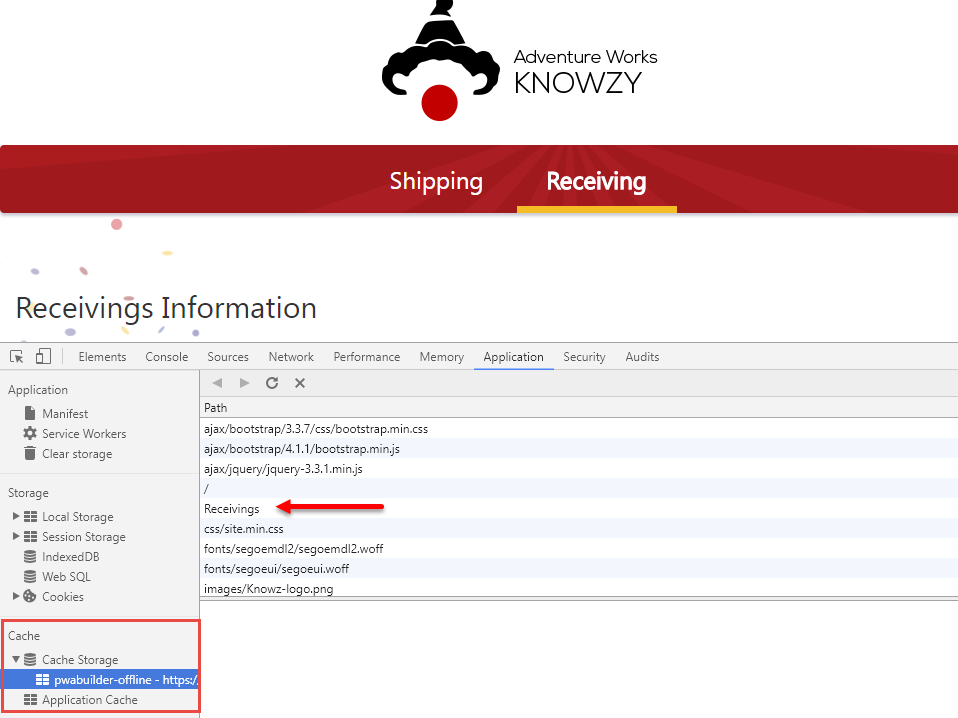 Adventure Works
KNOWZY
Shipping Receiving
Receivings Information
Elements Console Sources Network Performance Memory Application Security Audits
Application
Manifest
Service Workers
Clear storage
Storage
Local Storage
Session Storage
IndexedDB
Web SQL
Cookies
Cache
Cache Storage
pwabuilder-offline - https:/
Application Cache
Path
ajax/bootstrap/3.3.7/css/bootstrap.min.css
ajax/bootstrap/4.1.1/bootstrap.min.js
ajax/jquery/jquery-3.3.1.min.js
/
Receivings
css/site.min.css
fonts/segoemdl2/segoemdl2.woff
fonts/segoeui/segoeui.woff
images/Knowz-logo.png